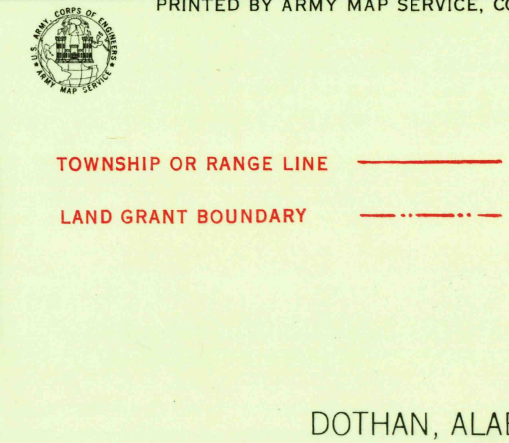 PRINTED BY ARMY MAP SERVICE, CO
U.S. ARMY, CORPS OF ENGINEERS
ARMY MAP SERVICE
TOWNSHIP OR RANGE LINE
LAND GRANT BOUNDARY
DOTHAN, ALAB